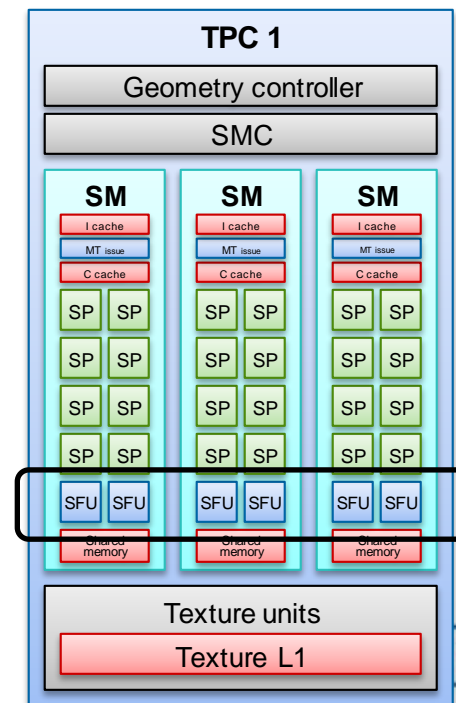 TPC 1
Geometry controller
SMC
SM SM SM
I cache I cache I cache
MT issue MT issue MT issue
C cache C cache C cache
SP SP SP SP SP SP
SP SP SP SP SP SP
SP SP SP SP SP SP
SP SP SP SP SP SP
SFU SFU SFU SFU SFU SFU
Shared Shared Shared
memory memory memory
Texture units
Texture L1